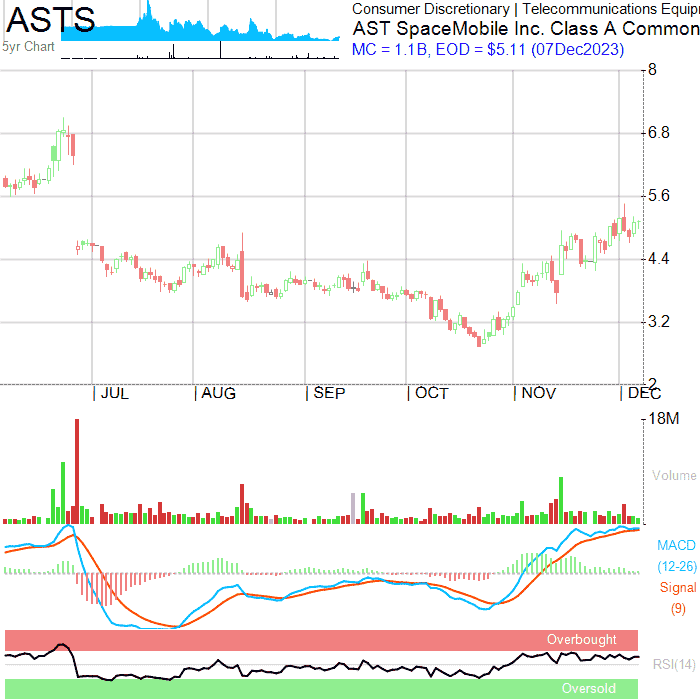 ASTS
5yr Chart
Consumer Discretionary | Telecommunications Equip
AST SpaceMobile Inc. Class A Common
MC = 1.1B, EOD = $5.11 (07Dec2023)
8
6.8
5.6
4.4
3.2
2
| JUL | AUG | SEP | OCT | NOV | DEC
18M
Volume
MACD
(12-26)
Signal
(9)
Overbought
RSI(14)
Oversold